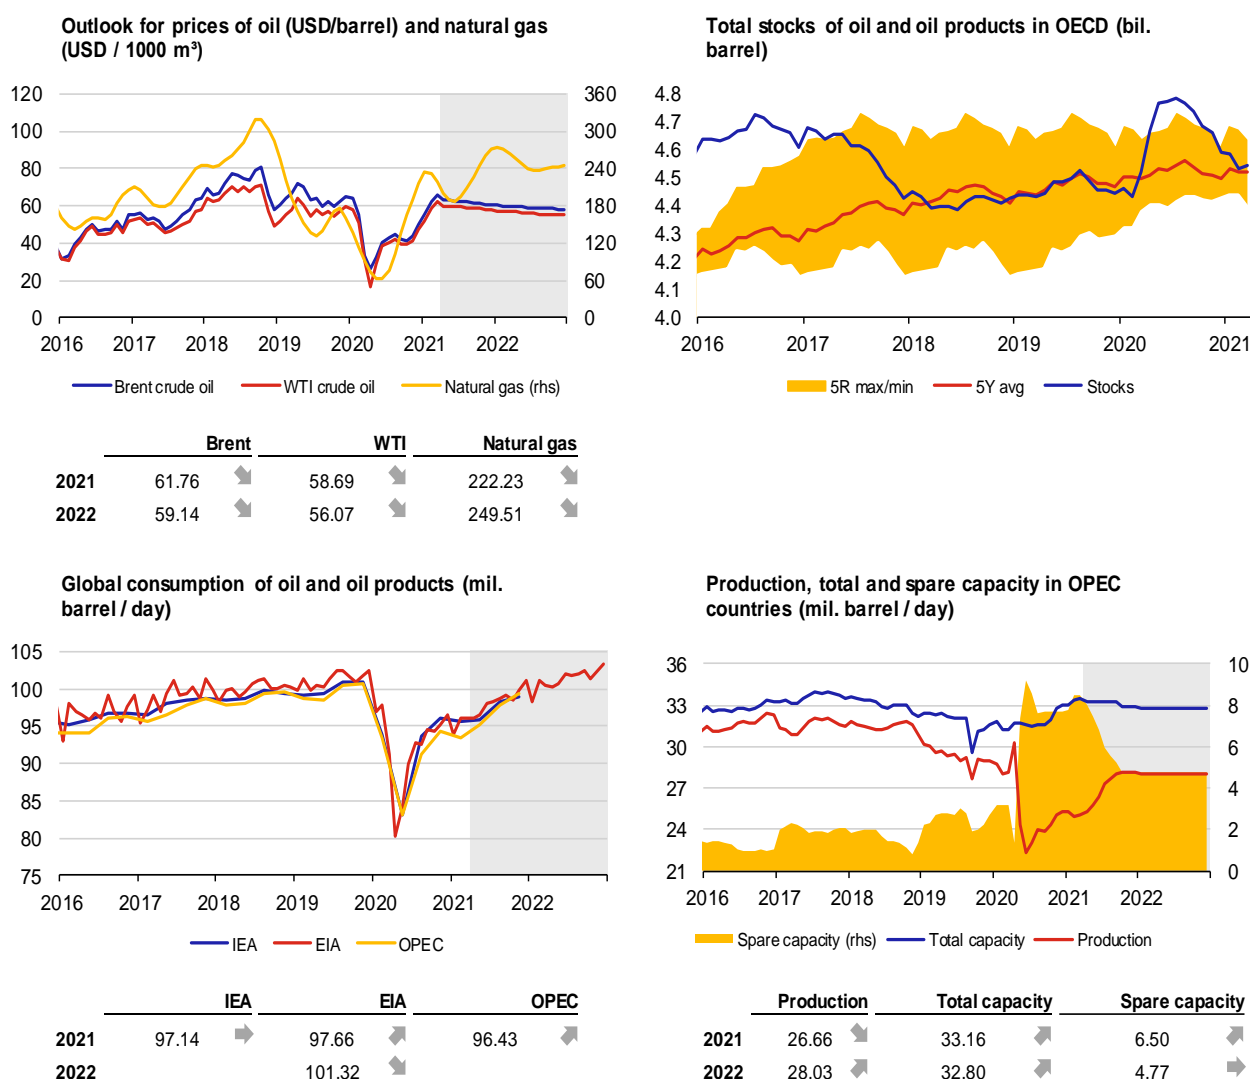 Outlook for prices of oil (USD/barrel) and natural gas
(USD / 1000 m³)
120 360
100 300
80 240
60 180
40 120
20 60
0 0
2016 2017 2018 2019 2020 2021 2022
Brent crude oil WTI crude oil Natural gas (rhs)
Brent WTI Natural gas
2021 61.76 58.69 222.23
2022 59.14 56.07 249.51
Total stocks of oil and oil products in OECD (bil.
barrel)
4.8
4.7
4.6
4.5
4.4
4.3
4.2
4.1
4.0
2016 2017 2018 2019 2020 2021
5R max/min 5Y avg Stocks
Global consumption of oil and oil products (mil.
barrel / day)
105
100
95
90
85
80
75
2016 2017 2018 2019 2020 2021 2022
IEA EIA OPEC
IEA EIA OPEC
2021 97.14 97.66 96.43
2022 101.32
Production, total and spare capacity in OPEC
countries (mil. barrel / day)
36 10
33 8
30 6
27 4
24 2
21 0
2016 2017 2018 2019 2020 2021 2022
Spare capacity (rhs) Total capacity Production
Production Total capacity Spare capacity
2021 26.66 33.16 6.50
2022 28.03 32.80 4.77